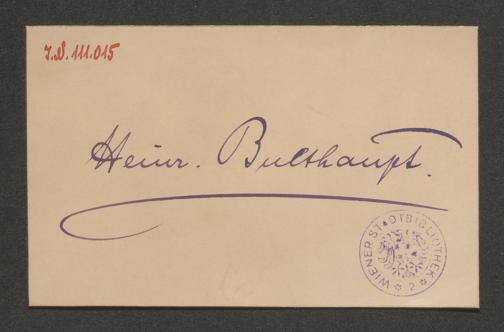 J.N. 111.015
Heinr. Bulthaupt.
WIENER STADTBIBLIOTHEK
2